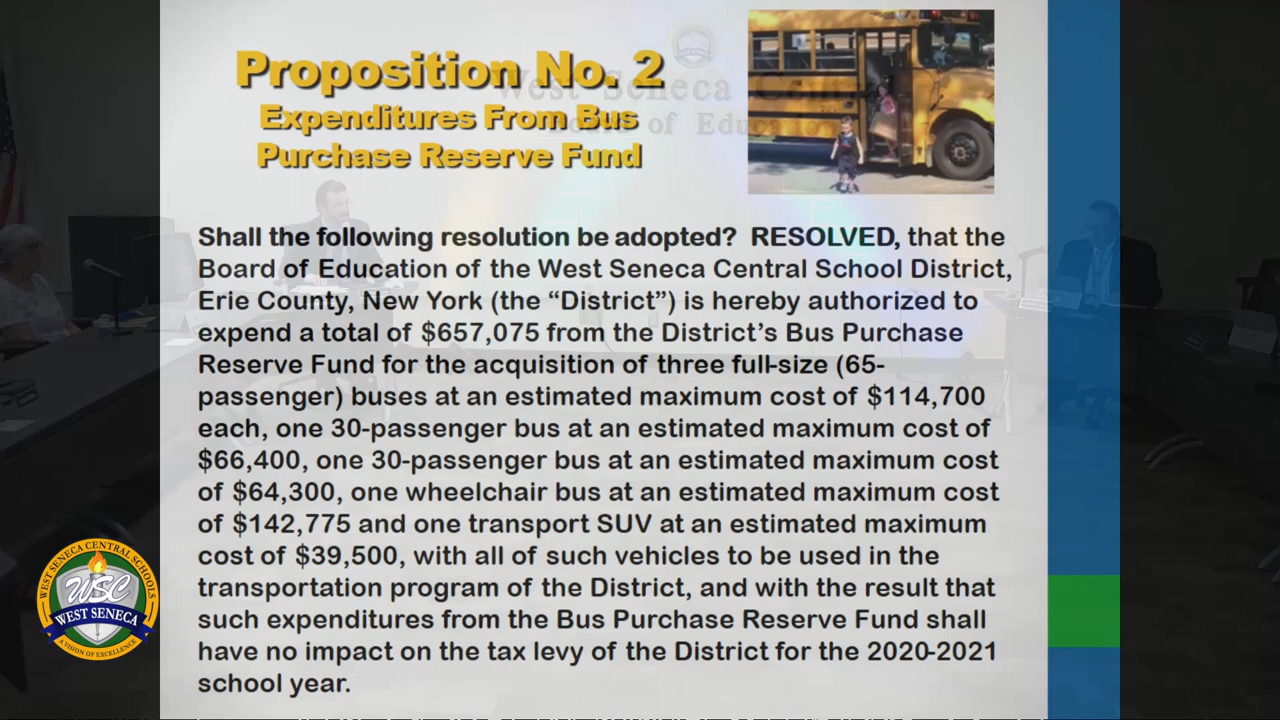 Proposition No. 2
Expenditures From Bus
Purchase Reserve Fund
West Seneca Cent
Board of Educatio
Shall the following resolution be adopted? RESOLVED, that the
Board of Education of the West Seneca Central School District,
Erie County, New York (the “District”) is hereby authorized to
expend a total of $657,075 from the District’s Bus Purchase
Reserve Fund for the acquisition of three full-size (65-
passenger) buses at an estimated maximum cost of $114,700
each, one 30-passenger bus at an estimated maximum cost of
$66,400, one 30-passenger bus at an estimated maximum cost
of $64,300, one wheelchair bus at an estimated maximum cost
of $142,775 and one transport SUV at an estimated maximum
cost of $39,500, with all of such vehicles to be used in the
transportation program of the District, and with the result that
such expenditures from the Bus Purchase Reserve Fund shall
have no impact on the tax levy of the District for the 2020-2021
school year.
WEST SENECA CENTRAL SCHOOLS
WSC
WEST SENECA
A VISION OF EXCELLENCE